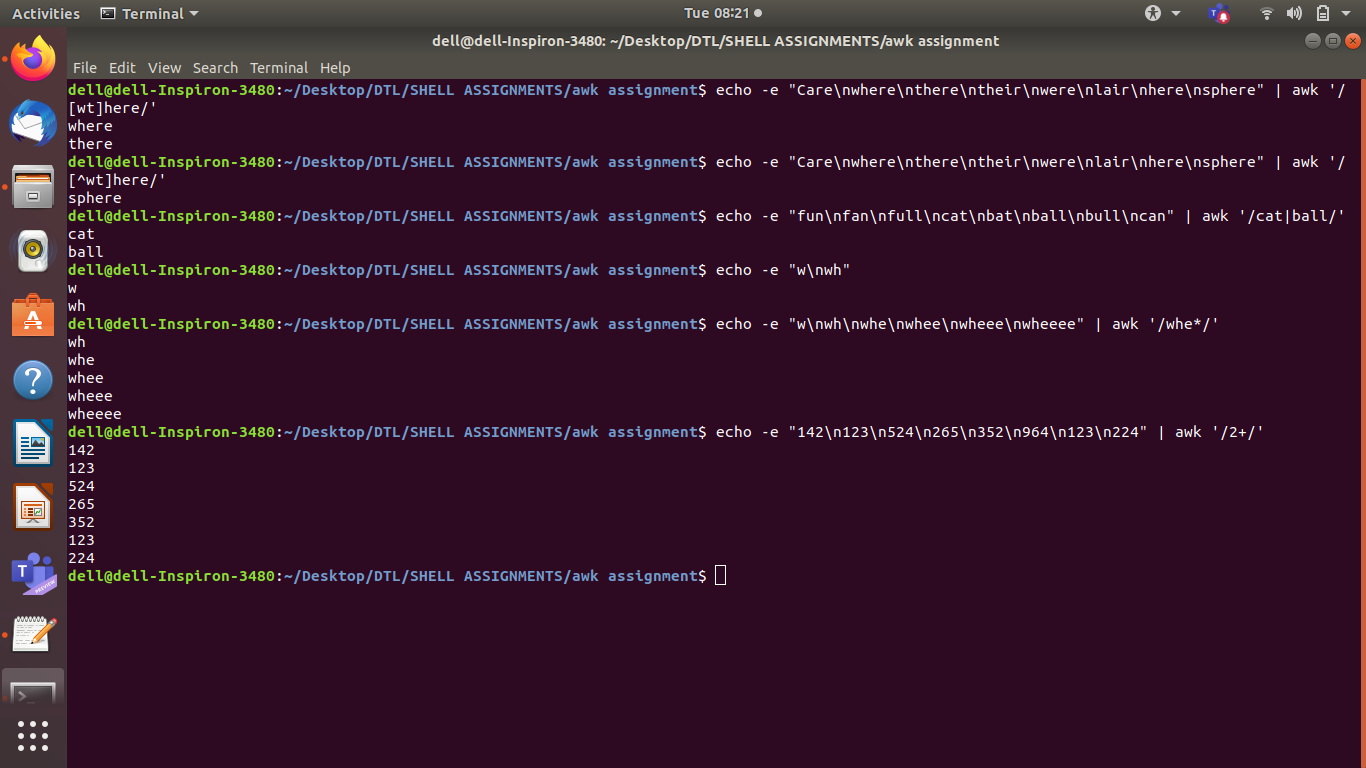 Activities Terminal Tue 08:21
dell@dell-Inspiron-3480: ~/Desktop/DTL/SHELL ASSIGNMENTS/awk assignment
File Edit View Search Terminal Help
dell@dell-Inspiron-3480:~/Desktop/DTL/SHELL ASSIGNMENTS/awk assignment$ echo -e "Care\nwhere\nthere\ntheir\nwere\nlair\nhere\nsphere" | awk '/
[wt]here/'
where
there
dell@dell-Inspiron-3480:~/Desktop/DTL/SHELL ASSIGNMENTS/awk assignment$ echo -e "Care\nwhere\nthere\ntheir\nwere\nlair\nhere\nsphere" | awk '/
[^wt]here/'
sphere
dell@dell-Inspiron-3480:~/Desktop/DTL/SHELL ASSIGNMENTS/awk assignment$ echo -e "fun\nfan\nfull\ncat\nbat\nball\nbull\ncan" | awk '/cat|ball/'
cat
ball
dell@dell-Inspiron-3480:~/Desktop/DTL/SHELL ASSIGNMENTS/awk assignment$ echo -e "w\nwh"
w
wh
dell@dell-Inspiron-3480:~/Desktop/DTL/SHELL ASSIGNMENTS/awk assignment$ echo -e "w\nwh\nwhe\nwhee\nwheee\nwheeee" | awk '/whe*/'
wh
whe
whee
wheee
wheeee
dell@dell-Inspiron-3480:~/Desktop/DTL/SHELL ASSIGNMENTS/awk assignment$ echo -e "142\n123\n524\n265\n352\n964\n123\n224" | awk '/2+/'
142
123
524
265
352
123
224
dell@dell-Inspiron-3480:~/Desktop/DTL/SHELL ASSIGNMENTS/awk assignment$